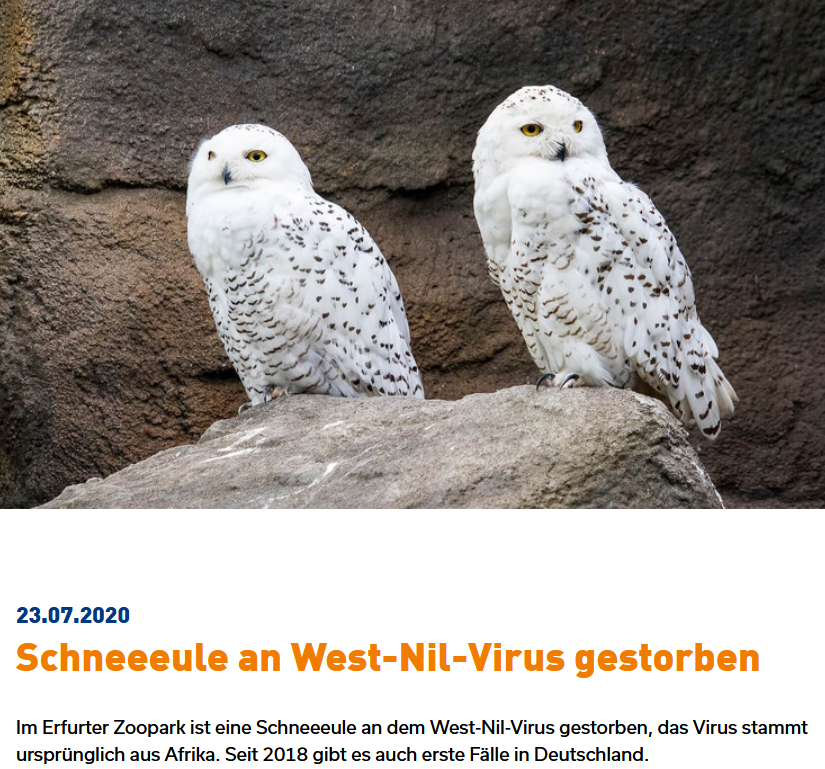 23.07.2020
Schneeeule an West-Nil-Virus gestorben
Im Erfurter Zoopark ist eine Schneeeule an dem West-Nil-Virus gestorben, das Virus stammt
ursprünglich aus Afrika. Seit 2018 gibt es auch erste Fälle in Deutschland.